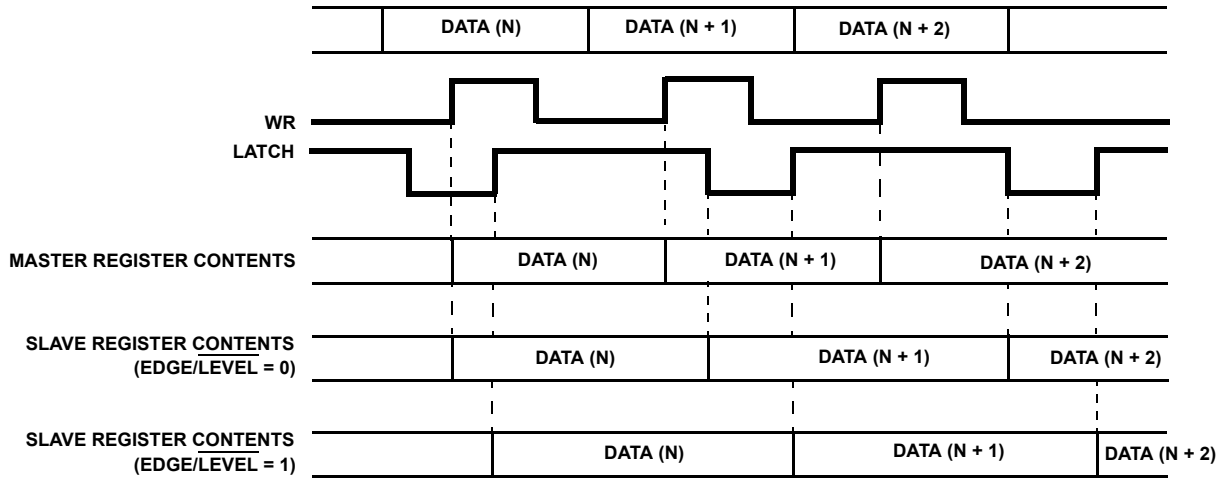 DATA (N) DATA (N + 1) DATA (N + 2)
WR
LATCH
MASTER REGISTER CONTENTS DATA (N) DATA (N + 1) DATA (N + 2)
SLAVE REGISTER CONTENTS
(EDGE/LEVEL = 0) DATA (N) DATA (N + 1) DATA (N + 2)
SLAVE REGISTER CONTENTS
(EDGE/LEVEL = 1) DATA (N) DATA (N + 1) DATA (N + 2)